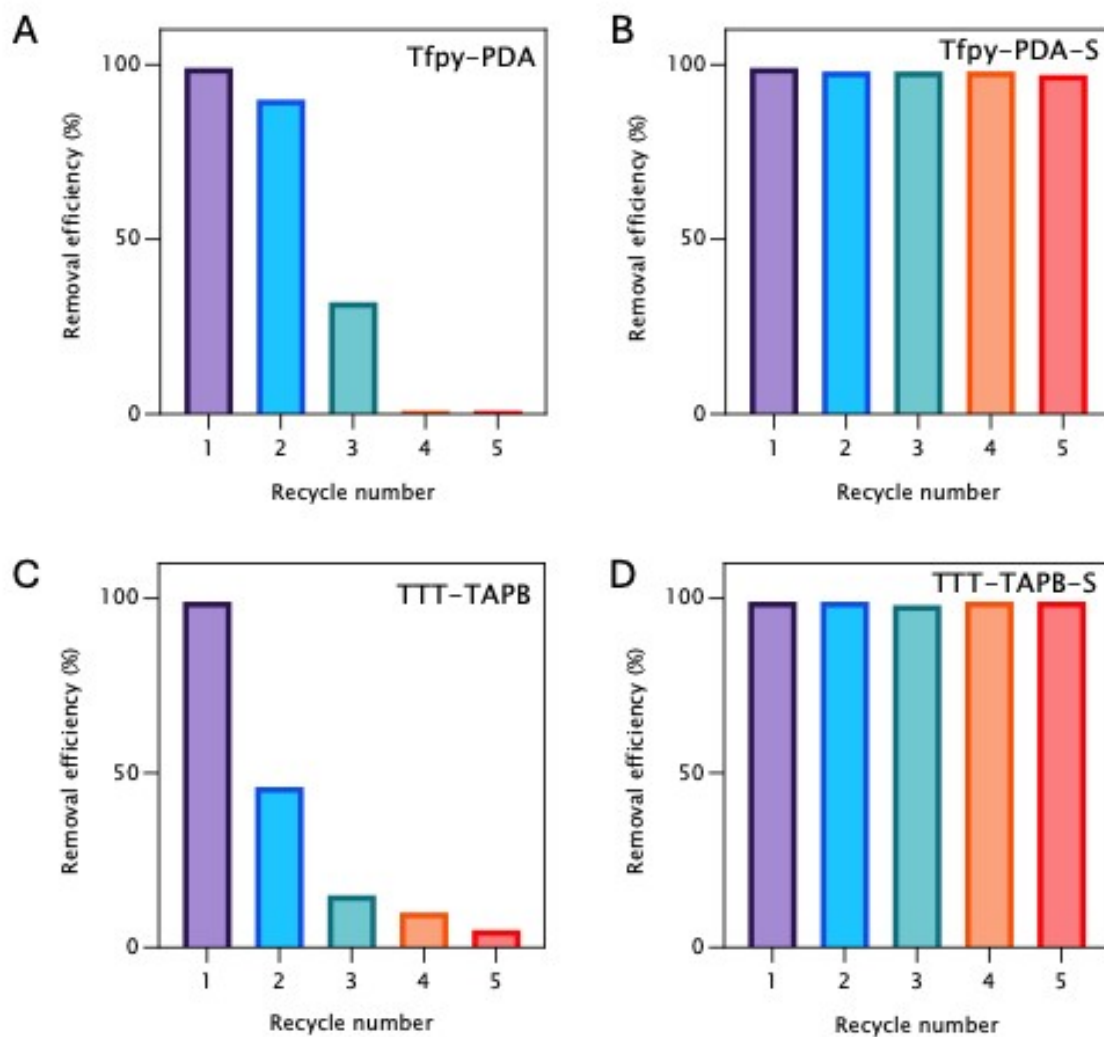 A
Tfpy-PDA
Removal efficiency (%)
100
50
0
1 2 3 4 5
Recycle number
B
Tfpy-PDA-S
Removal efficiency (%)
100
50
0
1 2 3 4 5
Recycle number
C
TTT-TAPB
Removal efficiency (%)
100
50
0
1 2 3 4 5
Recycle number
D
TTT-TAPB-S
Removal efficiency (%)
100
50
0
1 2 3 4 5
Recycle number